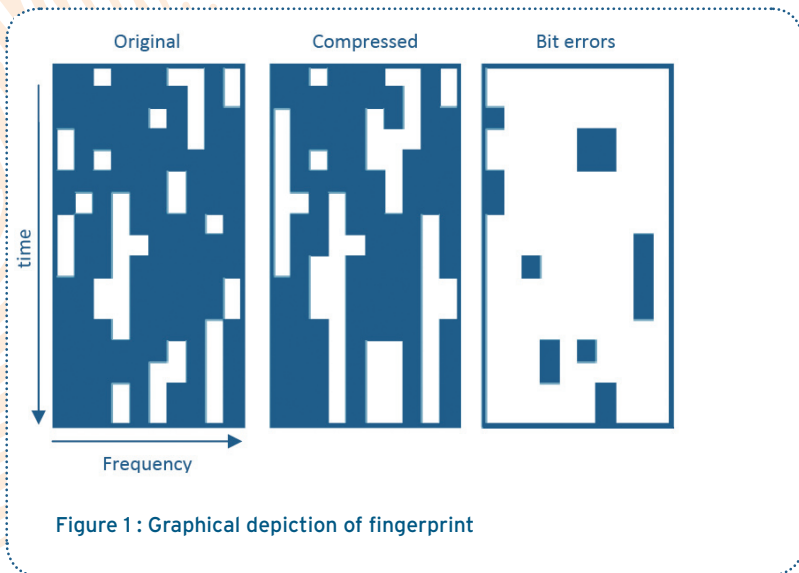 Original
Compressed
Bit errors
time
Frequency
Figure 1 : Graphical depiction of fingerprint